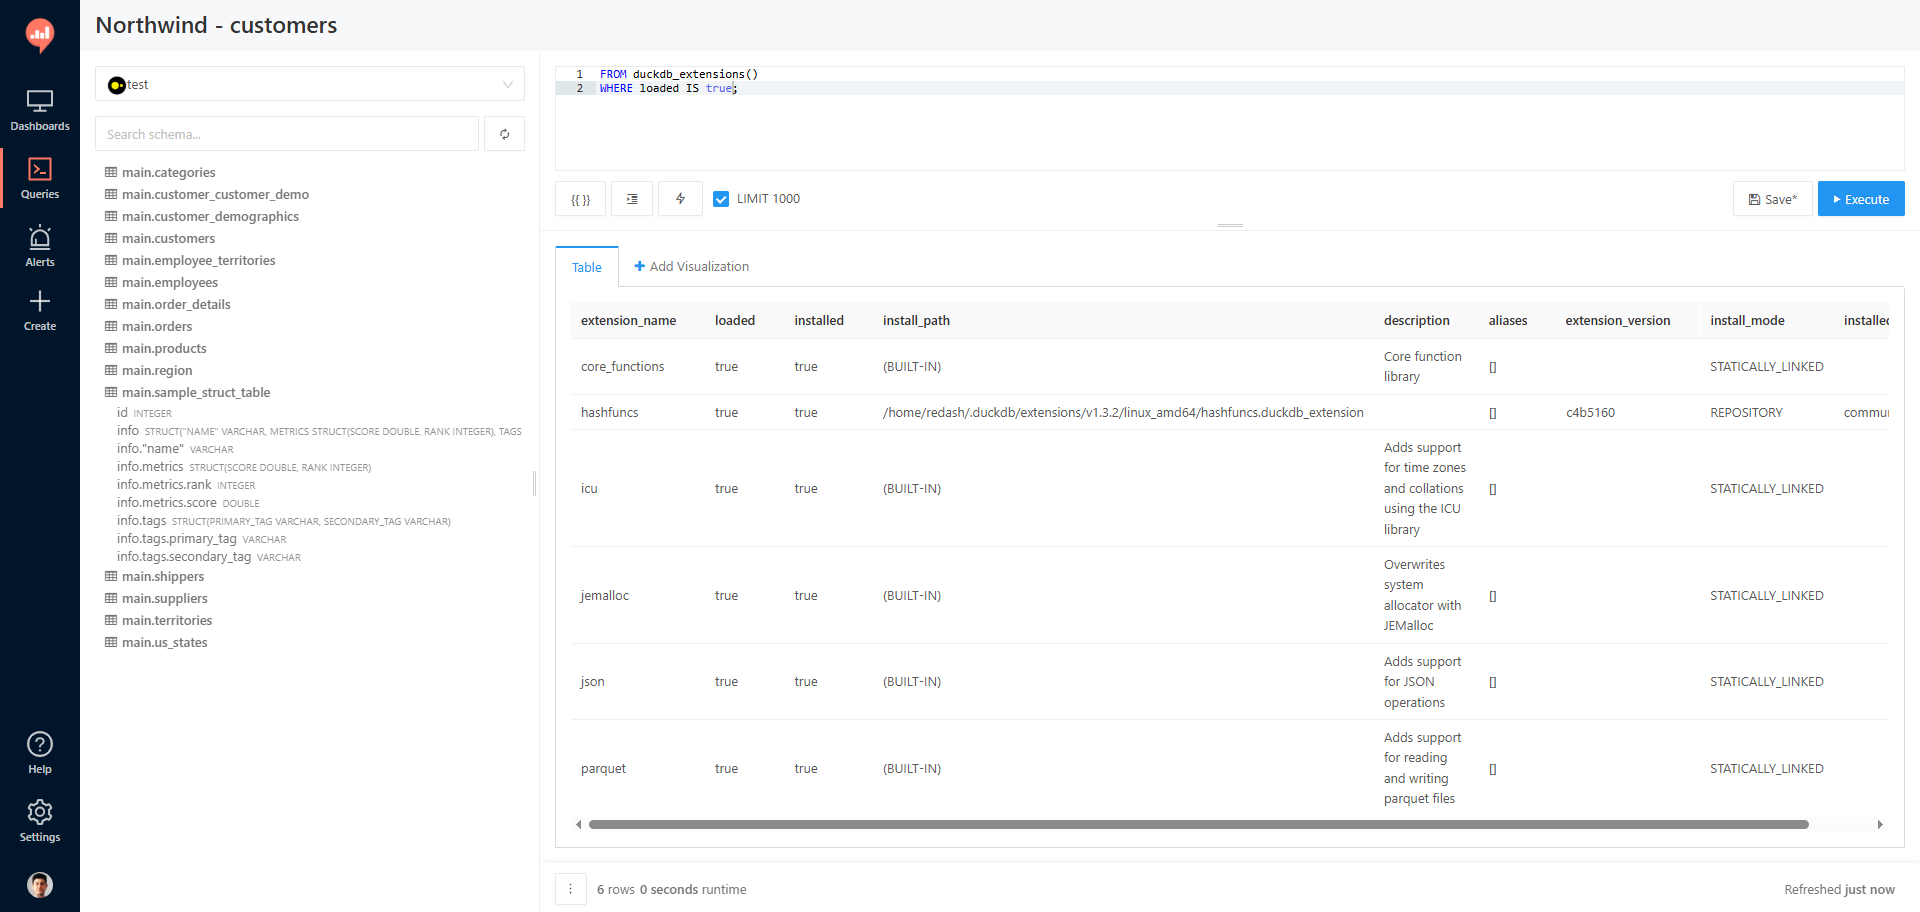 Northwind - customers
Dashboards
Queries
Alerts
Create
Help
Settings
test
Search schema...
main.categories
main.customer_customer_demo
main.customer_demographics
main.customers
main.employee_territories
main.employees
main.order_details
main.orders
main.products
main.region
main.sample_struct_table
id INTEGER
info STRUCT("NAME" VARCHAR, METRICS STRUCT(SCORE DOUBLE, RANK INTEGER), TAGS
info."name" VARCHAR
info.metrics STRUCT(SCORE DOUBLE, RANK INTEGER)
info.metrics.rank INTEGER
info.metrics.score DOUBLE
info.tags STRUCT(PRIMARY_TAG VARCHAR, SECONDARY_TAG VARCHAR)
info.tags.primary_tag VARCHAR
info.tags.secondary_tag VARCHAR
main.shippers
main.suppliers
main.territories
main.us_states
1 FROM duckdb_extensions()
2 WHERE loaded IS true;
{{ }} LIMIT 1000 Save* Execute
Table Add Visualization
extension_name loaded installed install_path description aliases extension_version install_mode installed
core_functions true true (BUILT-IN) Core function library [] STATICALLY_LINKED
hashfuncs true true /home/redash/.duckdb/extensions/v1.3.2/linux_amd64/hashfuncs.duckdb_extension [] c4b5160 REPOSITORY commu
icu true true (BUILT-IN) Adds support for time zones and collations using the ICU library [] STATICALLY_LINKED
jemalloc true true (BUILT-IN) Overwrites system allocator with JEMalloc [] STATICALLY_LINKED
json true true (BUILT-IN) Adds support for JSON operations [] STATICALLY_LINKED
parquet true true (BUILT-IN) Adds support for reading and writing parquet files [] STATICALLY_LINKED
6 rows 0 seconds runtime
Refreshed just now